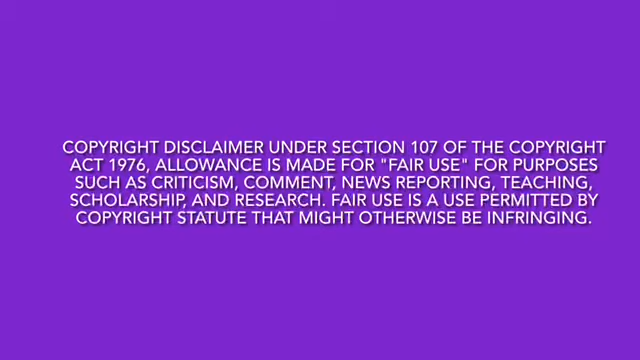 COPYRIGHT DISCLAIMER UNDER SECTION 107 OF THE COPYRIGHT
ACT 1976, ALLOWANCE IS MADE FOR "FAIR USE" FOR PURPOSES
SUCH AS CRITICISM, COMMENT, NEWS REPORTING, TEACHING,
SCHOLARSHIP, AND RESEARCH. FAIR USE IS A USE PERMITTED BY
COPYRIGHT STATUTE THAT MIGHT OTHERWISE BE INFRINGING.